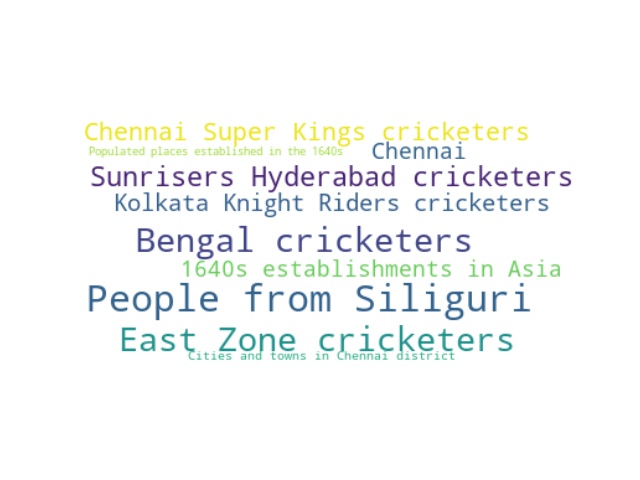 Chennai Super Kings cricketers
Populated places established in the 1640s
Chennai
Sunrisers Hyderabad cricketers
Kolkata Knight Riders cricketers
Bengal cricketers
1640s establishments in Asia
People from Siliguri
East Zone cricketers
Cities and towns in Chennai district